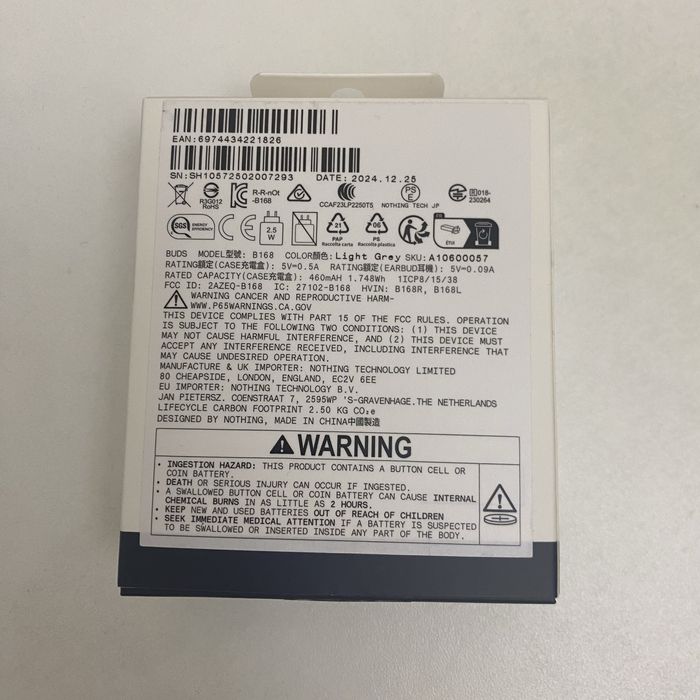 EAN:6974434221826
SN:SH10572502007293 DATE: 2024.12.25
R3G012 RoHS
R-R-nOt -B168
CCAF23LP2250T5
PSE
NOTHING TECH JP
018-230264
SGS ENERGY EFFICIENCY
2.5 W
21 PAP Raccolta carta
06 PS Raccolta plastica
ÉTUI
BUDS MODEL型號: B168 COLOR顏色: Light Grey SKU: A10600057
RATING額定(CASE充電盒): 5V=0.5A RATING額定(EARBUD耳機): 5V=0.09A
RATED CAPACITY(CASE充電盒): 460mAH 1.748Wh 1ICP8/15/38
FCC ID: 2AZEQ-B168 IC: 27102-B168 HVIN: B168R, B168L
WARNING CANCER AND REPRODUCTIVE HARM-
WWW.P65WARNINGS.CA.GOV
THIS DEVICE COMPLIES WITH PART 15 OF THE FCC RULES. OPERATION
IS SUBJECT TO THE FOLLOWING TWO CONDITIONS: (1) THIS DEVICE
MAY NOT CAUSE HARMFUL INTERFERENCE, AND (2) THIS DEVICE MUST
ACCEPT ANY INTERFERENCE RECEIVED, INCLUDING INTERFERENCE THAT
MAY CAUSE UNDESIRED OPERATION.
MANUFACTURE & UK IMPORTER: NOTHING TECHNOLOGY LIMITED
80 CHEAPSIDE, LONDON, ENGLAND, EC2V 6EE
EU IMPORTER: NOTHING TECHNOLOGY B.V.
JAN PIETERSZ. COENSTRAAT 7, 2595WP 'S-GRAVENHAGE.THE NETHERLANDS
LIFECYCLE CARBON FOOTPRINT 2.50 KG CO₂e
DESIGNED BY NOTHING, MADE IN CHINA中國製造
WARNING
• INGESTION HAZARD: THIS PRODUCT CONTAINS A BUTTON CELL OR
COIN BATTERY.
• DEATH OR SERIOUS INJURY CAN OCCUR IF INGESTED.
• A SWALLOWED BUTTON CELL OR COIN BATTERY CAN CAUSE INTERNAL
CHEMICAL BURNS IN AS LITTLE AS 2 HOURS.
• KEEP NEW AND USED BATTERIES OUT OF REACH OF CHILDREN
• SEEK IMMEDIATE MEDICAL ATTENTION IF A BATTERY IS SUSPECTED
TO BE SWALLOWED OR INSERTED INSIDE ANY PART OF THE BODY.